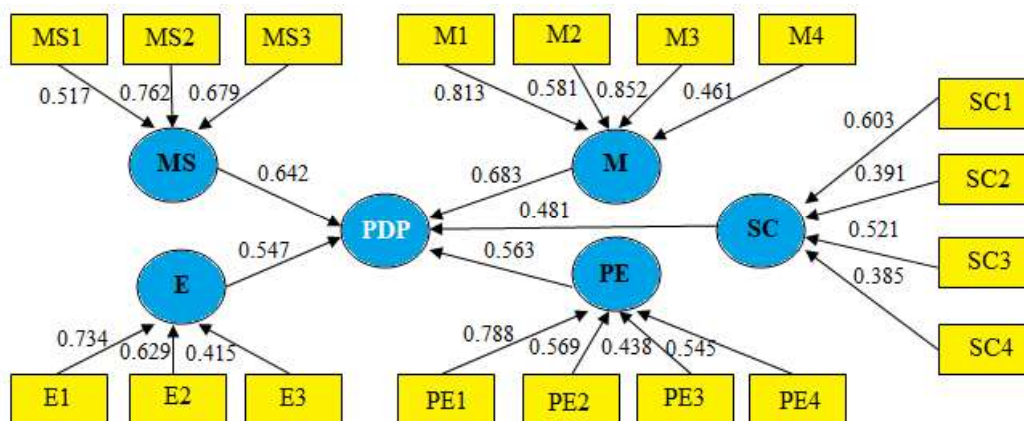 MS1 MS2 MS3 M1 M2 M3 M4
0.517 0.762 0.679 0.813 0.581 0.852 0.461
SC1
0.603
MS M
0.642 0.683 0.391 SC2
PDP 0.481 SC 0.521
0.547 0.563 SC3
E PE 0.385
0.734 0.629 0.415 0.788 0.569 0.438 0.545 SC4
E1 E2 E3 PE1 PE2 PE3 PE4